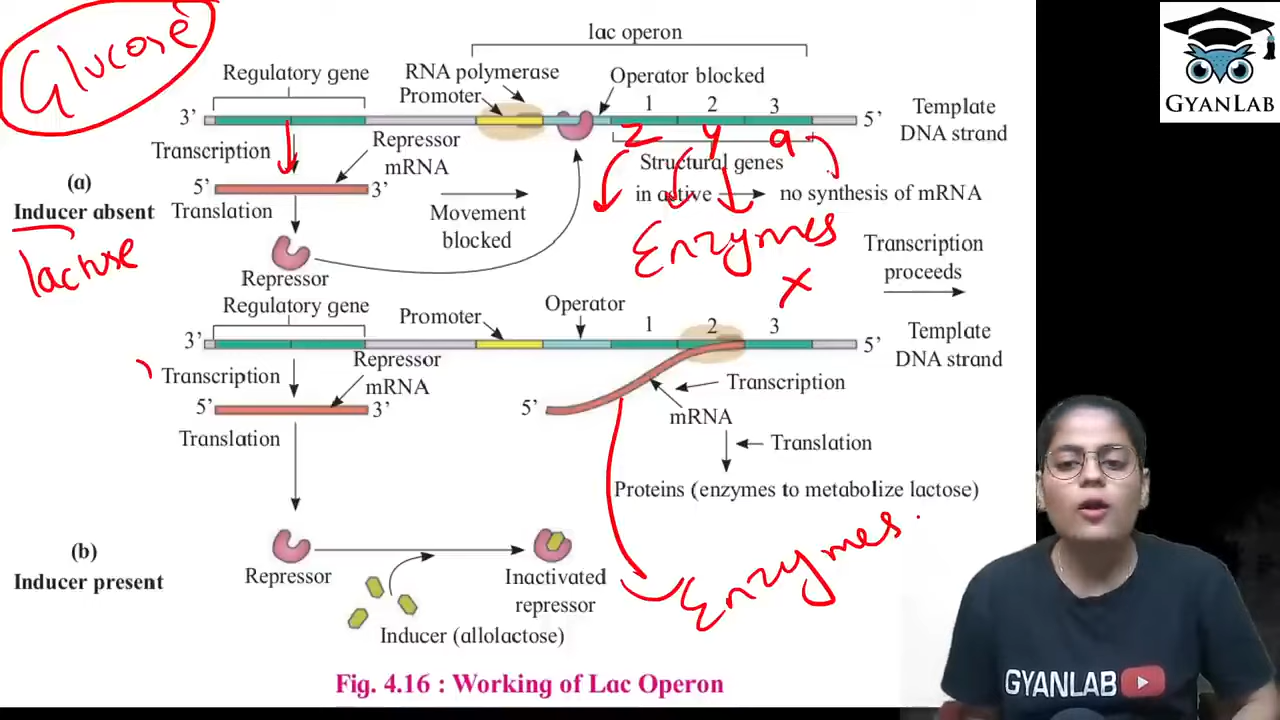 Glucose
lac operon
Regulatory gene
RNA polymerase
Promoter
Operator blocked
1 2 3
3’
5’
Template
DNA strand
z y a
Transcription
Repressor
mRNA
Structural genes
in active
no synthesis of mRNA
(a)
Inducer absent
lactose
5’
3’
Translation
Movement
blocked
Enzymes
Transcription
proceeds
Repressor
Regulatory gene
Promoter
Operator
1 2 3
3’
5’
Template
DNA strand
Transcription
Repressor
mRNA
5’
3’
Translation
5’
mRNA
Transcription
Translation
Proteins (enzymes to metabolize lactose)
Enzymes
(b)
Inducer present
Repressor
Inactivated
repressor
Inducer (allolactose)
Fig. 4.16 : Working of Lac Operon
GYANLAB
GYANLAB